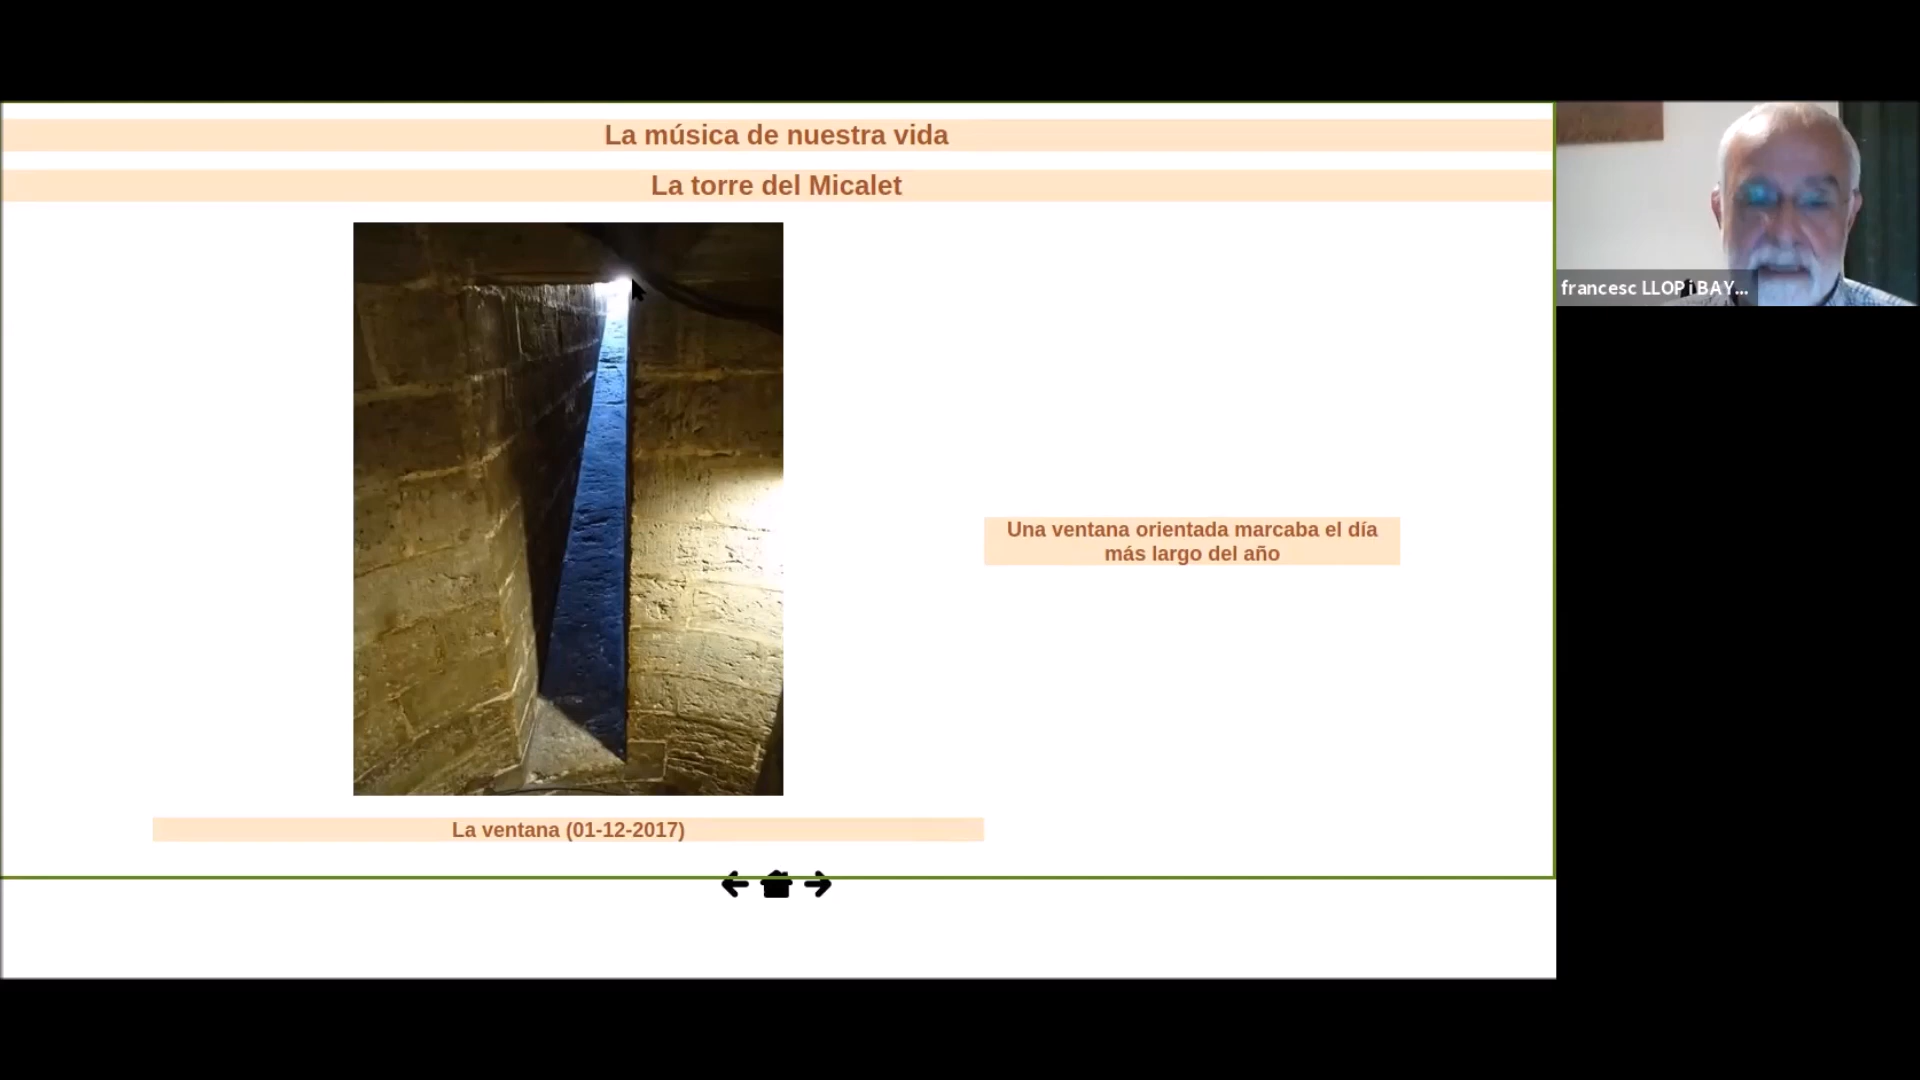 La música de nuestra vida
La torre del Micalet
francesc LLOP i BAY...
Una ventana orientada marcaba el día
más largo del año
La ventana (01-12-2017)